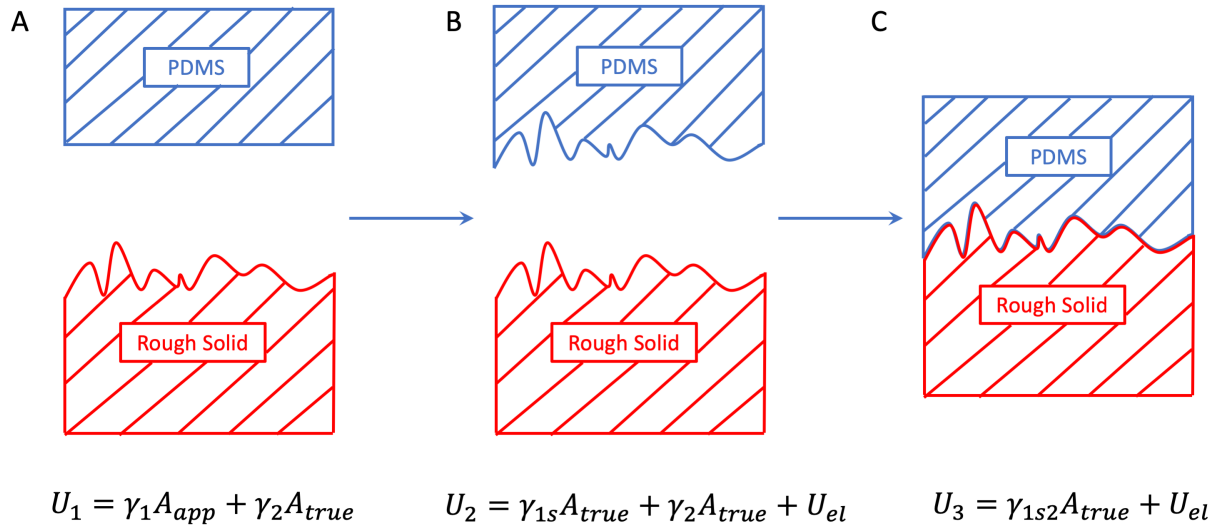 A
B
C
PDMS
PDMS
PDMS
Rough Solid
Rough Solid
Rough Solid
U₁ = γ₁A_app + γ₂A_true
U₂ = γ₁ₛA_true + γ₂A_true + U_el
U₃ = γ₁ₛ₂A_true + U_el